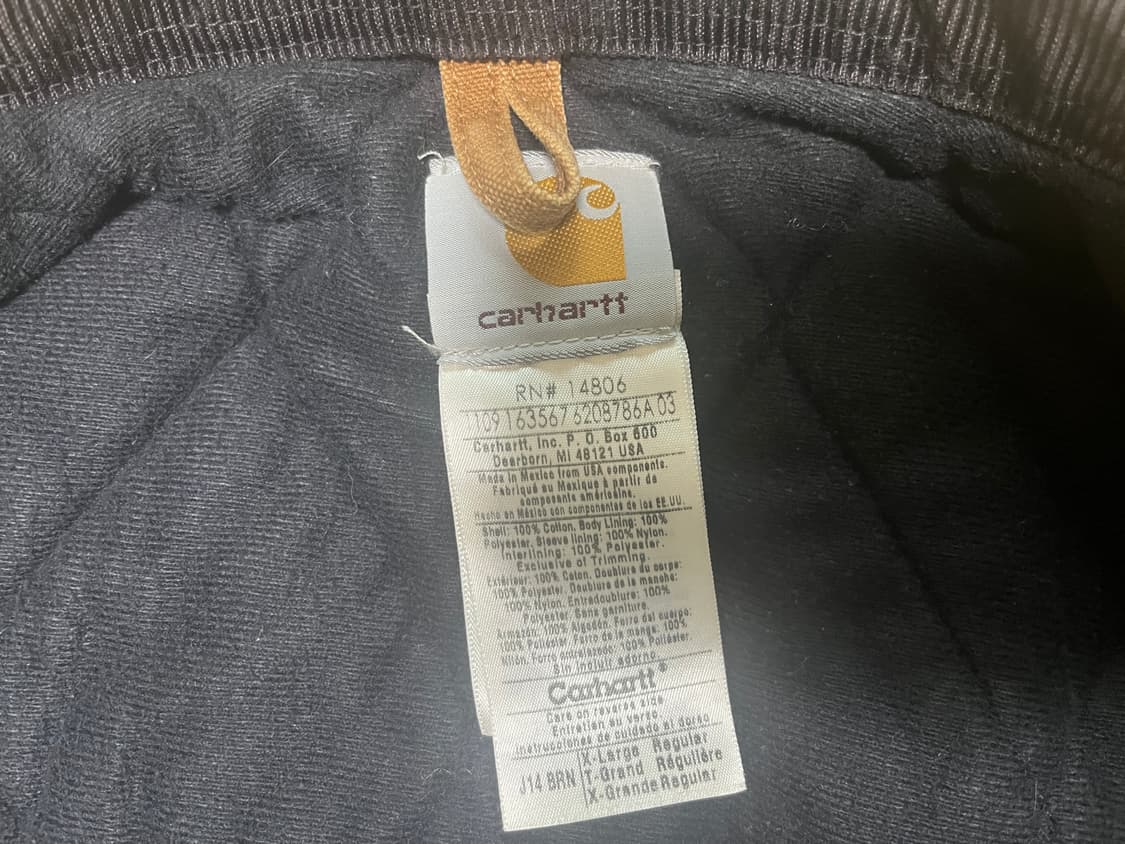 carhartt
RN# 14806
109 163567 6208786A 03
Carhartt, Inc. P. O. Box 600
Dearborn, MI 48121 USA
Made in Mexico from USA components.
Fabriqué au Mexique à partir de
composants américains.
Hecho en México con componentes de los EE.UU.
Shell: 100% Cotton. Body Lining: 100%
Polyester. Sleeve lining: 100% Nylon.
Interlining: 100% Polyester.
Exclusive of Trimming.
Extérieur: 100% Coton. Doublure du corps:
100% Polyester. Doublure de la manche:
100% Nylon. Entredoublure: 100%
Polyester. Sans garniture.
Armazón: 100% Algodón. Forro del cuerpo:
100% Poliéster. Forro de la manga: 100%
Nilón. Forro entrelazado: 100% Poliéster.
Sin incluir adorno.
Carhartt®
Care on reverse side
Entretien au verso.
Instrucciones de cuidado al dorso
J14 BRN X-Large Regular
T-Grand Régulière
X-Grande Regular